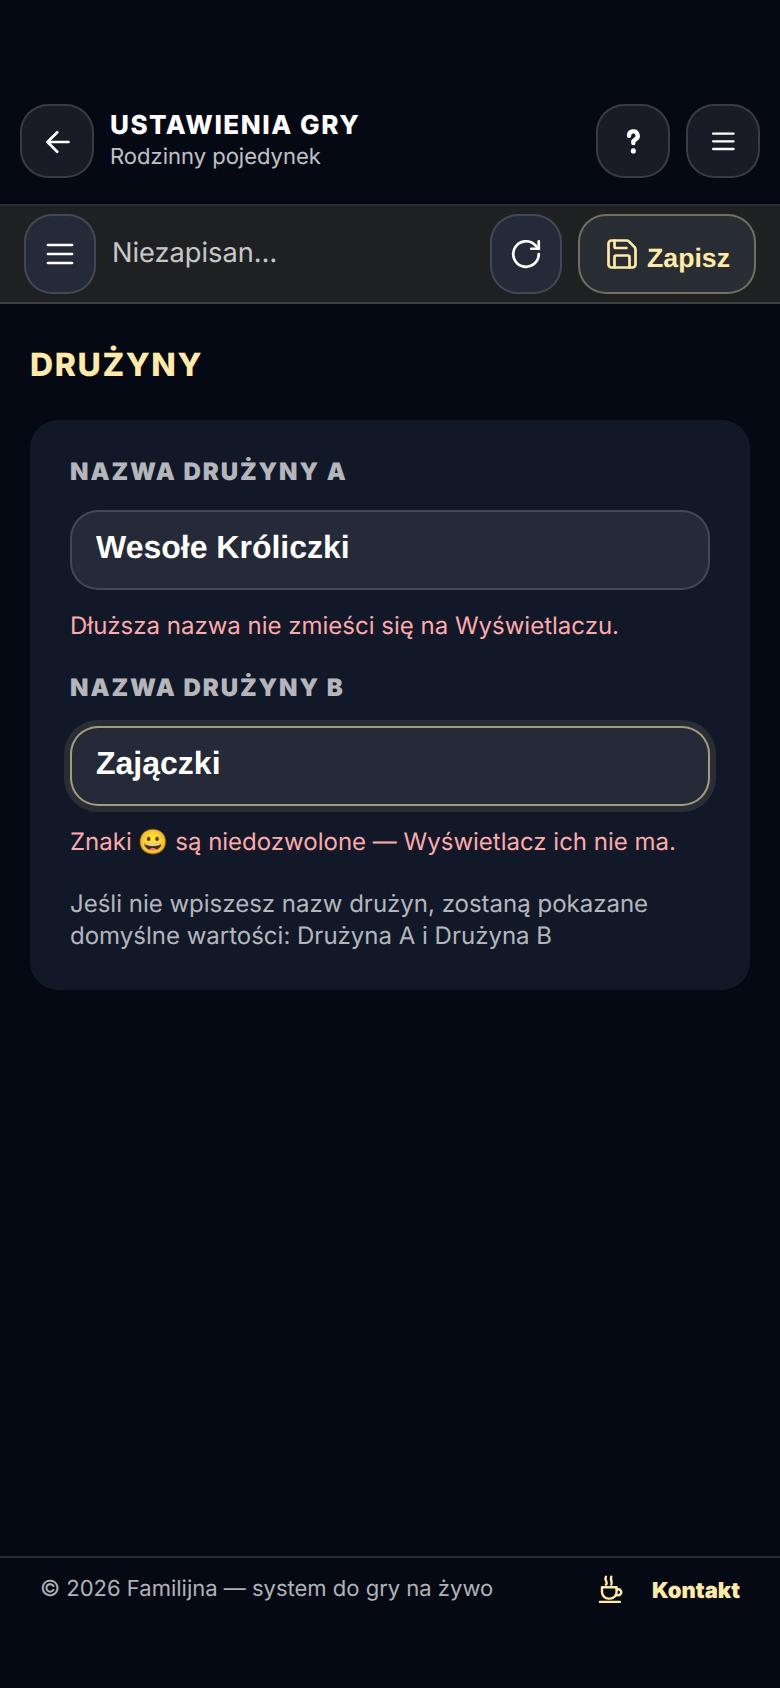 USTAWIENIA GRY
Rodzinny pojedynek
Niezapisan...
Zapisz
DRUŻYNY
NAZWA DRUŻYNY A
Wesołe Króliczki
Dłuższa nazwa nie zmieści się na Wyświetlaczu.
NAZWA DRUŻYNY B
Zajączki
Znaki 😀 są niedozwolone — Wyświetlacz ich nie ma.
Jeśli nie wpiszesz nazw drużyn, zostaną pokazane
domyślne wartości: Drużyna A i Drużyna B
© 2026 Familijna — system do gry na żywo
Kontakt